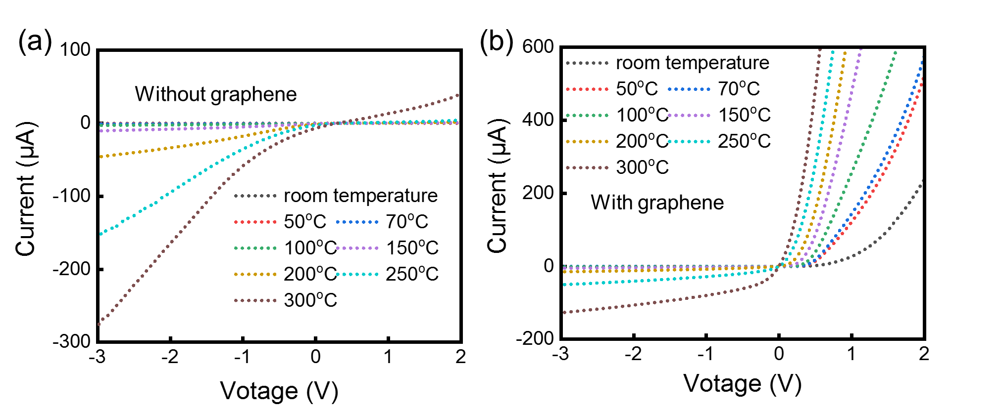 (a)
100
0
-100
-200
-300
Current (μA)
Without graphene
room temperature
50°C 70°C
100°C 150°C
200°C 250°C
300°C
-3 -2 -1 0 1 2
Votage (V)
(b)
600
400
200
0
-200
Current (μA)
room temperature
50°C 70°C
100°C 150°C
200°C 250°C
300°C
With graphene
-3 -2 -1 0 1 2
Votage (V)